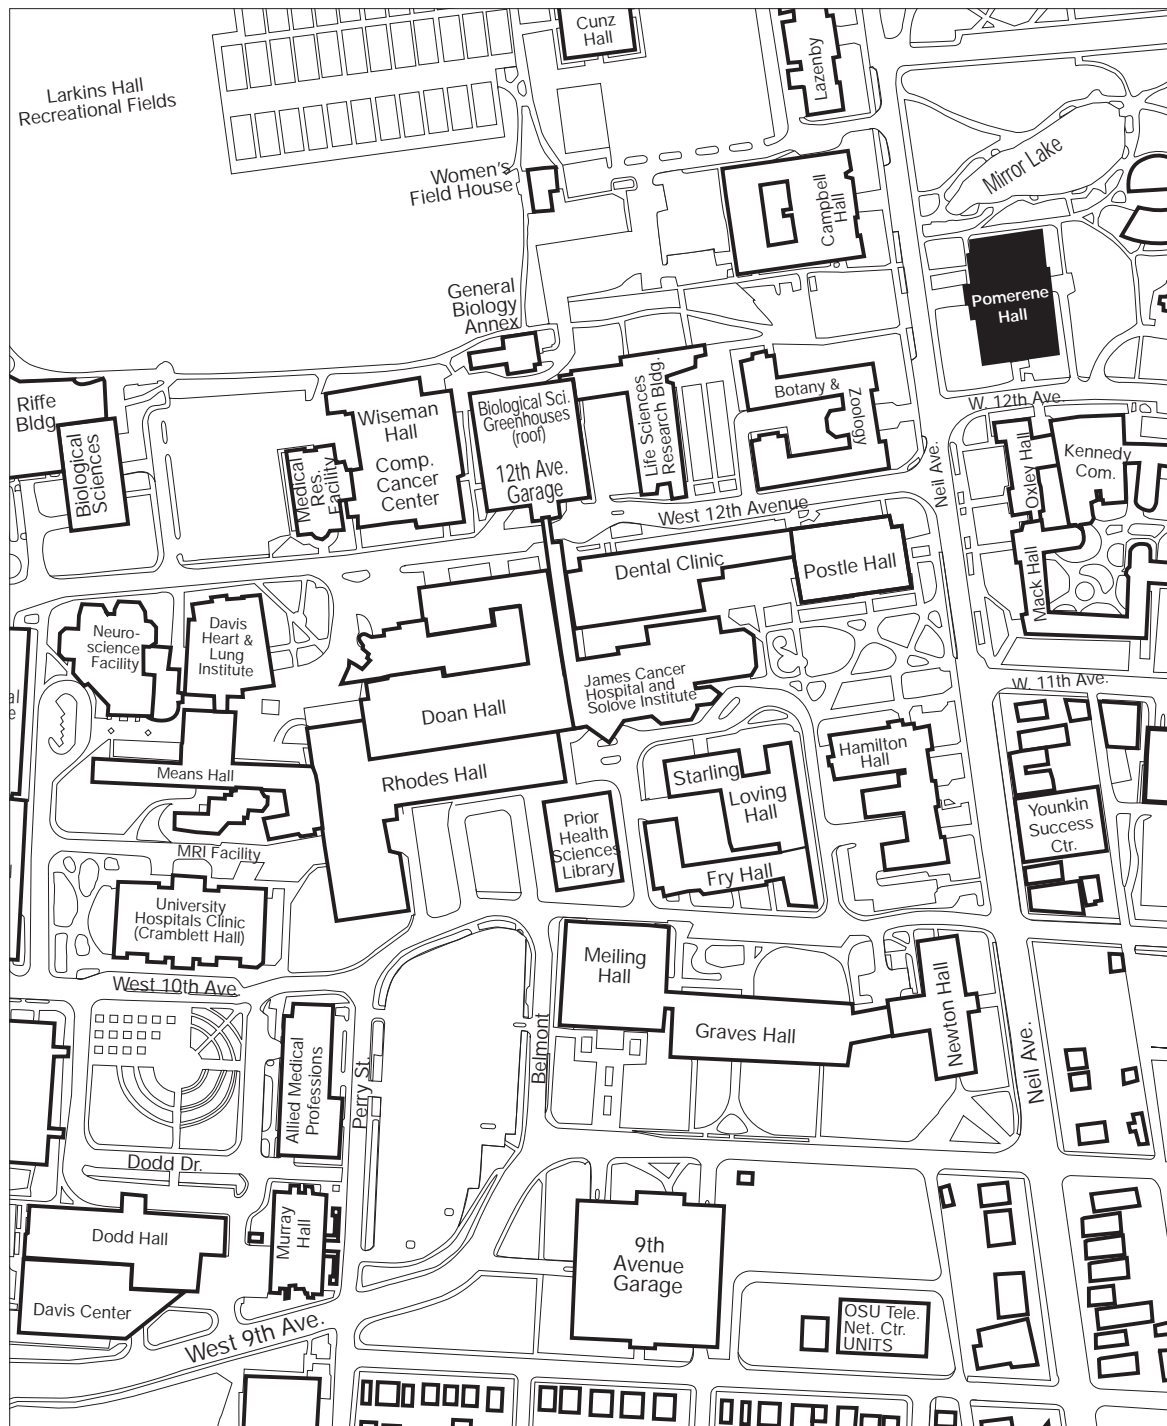 Cunz
Hall
Lazenby
Larkins Hall
Recreational Fields
Mirror Lake
Women's
Field House
Campbell
Hall
General
Biology
Annex
Pomerene
Hall
Riffe
Bldg.
Biological
Sciences
Wiseman
Hall
Comp.
Cancer
Center
Medical
Res.
Facility
Biological Sci.
Greenhouses
(roof)
12th Ave.
Garage
Life Sciences
Research Bldg.
Botany &
Zoology
W. 12th Ave.
Neil Ave.
Oxley Hall
Kennedy
Com.
West 12th Avenue
Dental Clinic
Postle Hall
Mack Hall
Neuro-
science
Facility
Davis
Heart &
Lung
Institute
James Cancer
Hospital and
Solove Institute
W. 11th Ave.
al
e
Doan Hall
Rhodes Hall
Means Hall
MRI Facility
Starling
Loving
Hall
Hamilton
Hall
Prior
Health
Sciences
Library
Fry Hall
Younkin
Success
Ctr.
University
Hospitals Clinic
(Cramblett Hall)
West 10th Ave.
Meiling
Hall
Graves Hall
Newton Hall
Neil Ave.
Belmont
Perry St.
Allied Medical
Professions
Dodd Dr.
Dodd Hall
Murray
Hall
Davis Center
West 9th Ave.
9th
Avenue
Garage
OSU Tele.
Net. Ctr.
UNITS